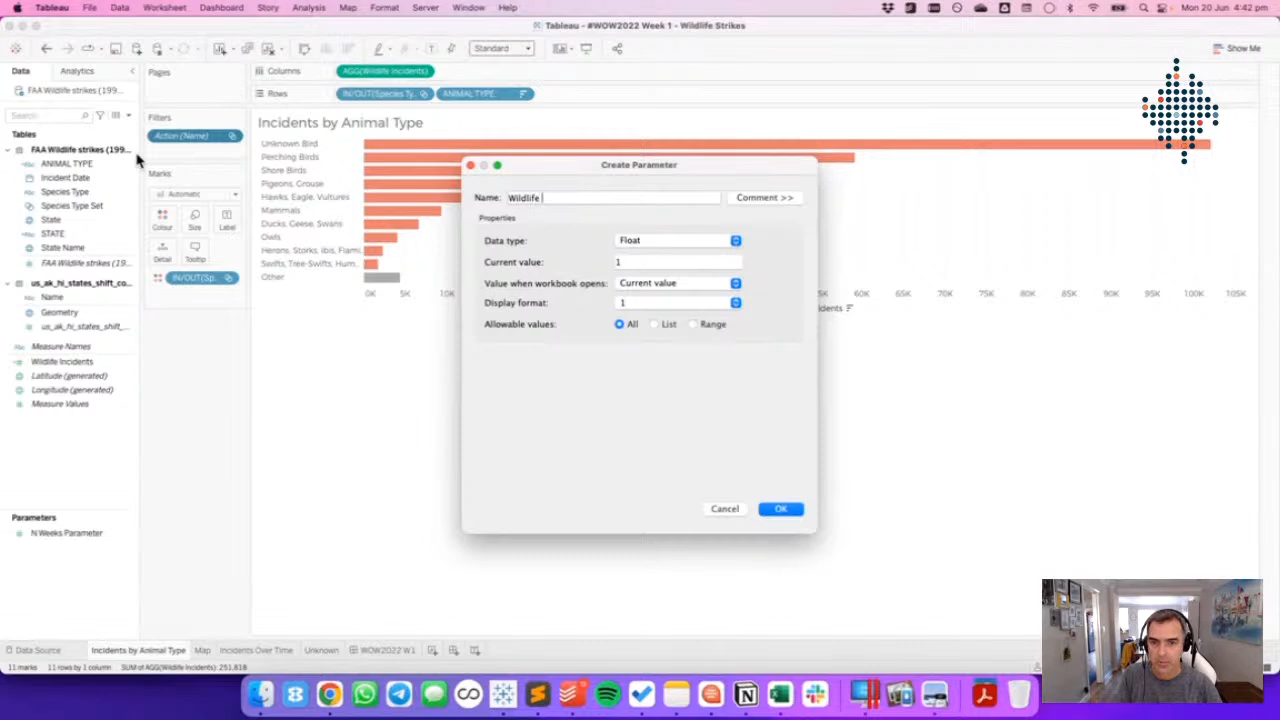 Tableau File Data Worksheet Dashboard Story Analysis Map Format Server Window Help Mon 20 Jun 4:42 pm
Tableau - #WOW2022 Week 1 - Wildlife Strikes
Standard Show Me
Data Analytics
Pages
Columns AGG(Wildlife Incidents)
FAA Wildlife strikes (199...
Rows IN/OUT(Species Ty.. ANIMAL TYPE
Search
Filters
Action (Name)
Tables
FAA Wildlife strikes (199...
ANIMAL TYPE
Incident Date
Species Type
Species Type Set
State
STATE
State Name
FAA Wildlife strikes (19...
us_ak_hi_states_shift_co...
Name
Geometry
us_ak_hi_states_shift_...
Measure Names
Wildlife Incidents
Latitude (generated)
Longitude (generated)
Measure Values
Parameters
N Weeks Parameter
Marks
Automatic
Colour Size Label
Detail Tooltip
IN/OUT(Sp..
Incidents by Animal Type
Unknown Bird
Perching Birds
Shore Birds
Pigeons, Grouse
Hawks, Eagle, Vultures
Mammals
Ducks, Geese, Swans
Owls
Herons, Storks, Ibis, Flami..
Swifts, Tree-Swifts, Hum..
Other
0K 5K 10K 55K 60K 65K 70K 75K 80K 85K 90K 95K 100K 105K
Create Parameter
Name: Wildlife Comment >>
Properties
Data type: Float
Current value: 1
Value when workbook opens: Current value
Display format: 1
Allowable values: All List Range
Cancel OK
Data Source Incidents by Animal Type Map Incidents Over Time Unknown WOW2022 W1
11 marks 11 rows by 1 column SUM of AGG(Wildlife Incidents): 251,818